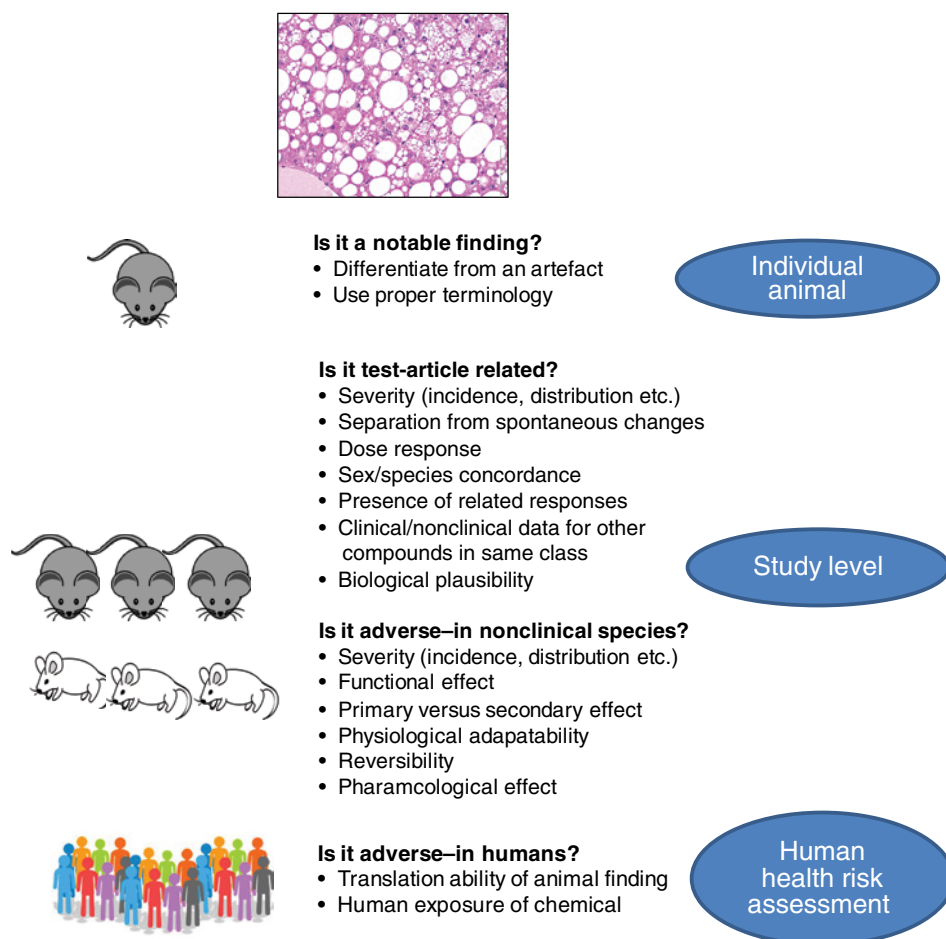 Is it a notable finding?
• Differentiate from an artefact
• Use proper terminology
Individual
animal
Is it test-article related?
• Severity (incidence, distribution etc.)
• Separation from spontaneous changes
• Dose response
• Sex/species concordance
• Presence of related responses
• Clinical/nonclinical data for other
compounds in same class
• Biological plausibility
Study level
Is it adverse–in nonclinical species?
• Severity (incidence, distribution etc.)
• Functional effect
• Primary versus secondary effect
• Physiological adapatability
• Reversibility
• Pharamcological effect
Is it adverse–in humans?
• Translation ability of animal finding
• Human exposure of chemical
Human
health risk
assessment